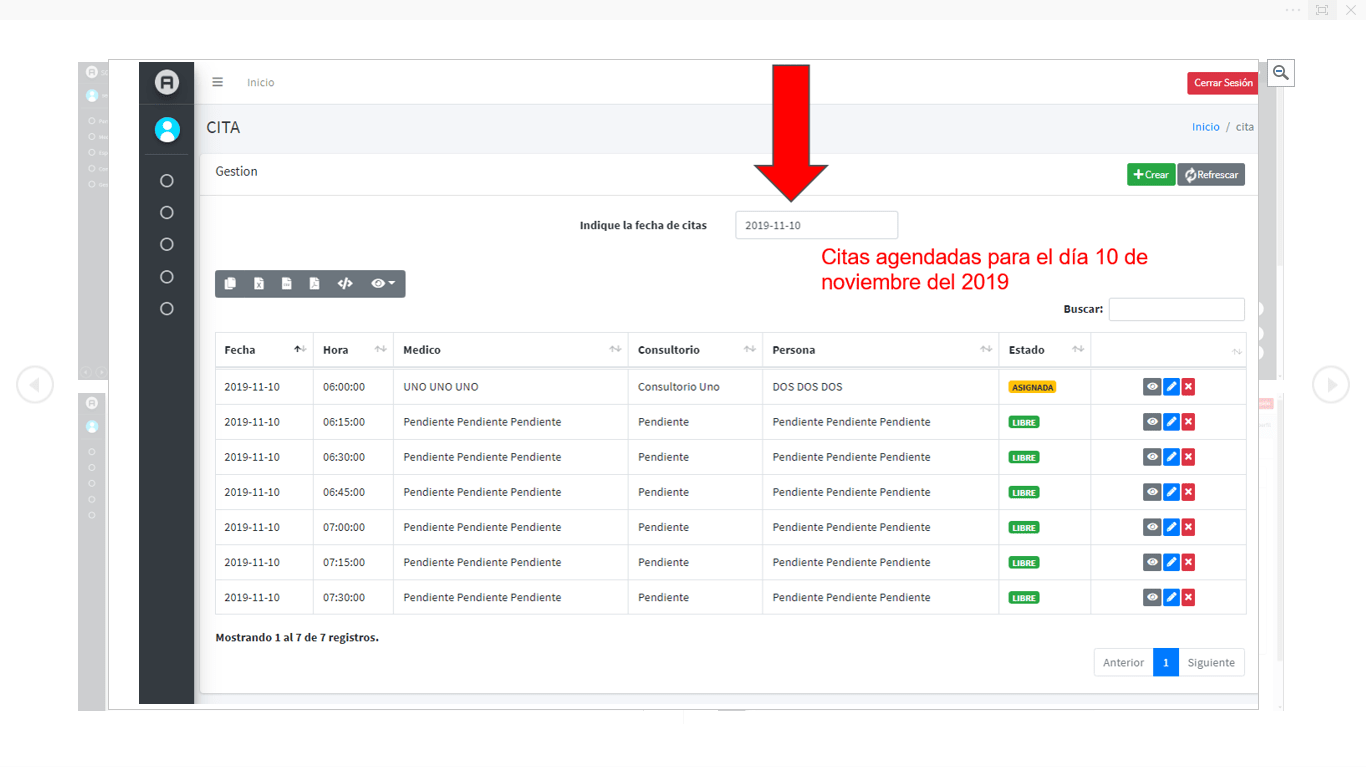 Inicio
Cerrar Sesión
CITA
Inicio / cita
Gestion
Crear
Refrescar
Indique la fecha de citas
2019-11-10
Citas agendadas para el día 10 de
noviembre del 2019
Buscar:
Fecha Hora Medico Consultorio Persona Estado
2019-11-10 06:00:00 UNO UNO UNO Consultorio Uno DOS DOS DOS ASIGNADA
2019-11-10 06:15:00 Pendiente Pendiente Pendiente Pendiente Pendiente Pendiente Pendiente LIBRE
2019-11-10 06:30:00 Pendiente Pendiente Pendiente Pendiente Pendiente Pendiente Pendiente LIBRE
2019-11-10 06:45:00 Pendiente Pendiente Pendiente Pendiente Pendiente Pendiente Pendiente LIBRE
2019-11-10 07:00:00 Pendiente Pendiente Pendiente Pendiente Pendiente Pendiente Pendiente LIBRE
2019-11-10 07:15:00 Pendiente Pendiente Pendiente Pendiente Pendiente Pendiente Pendiente LIBRE
2019-11-10 07:30:00 Pendiente Pendiente Pendiente Pendiente Pendiente Pendiente Pendiente LIBRE
Mostrando 1 al 7 de 7 registros.
Anterior 1 Siguiente